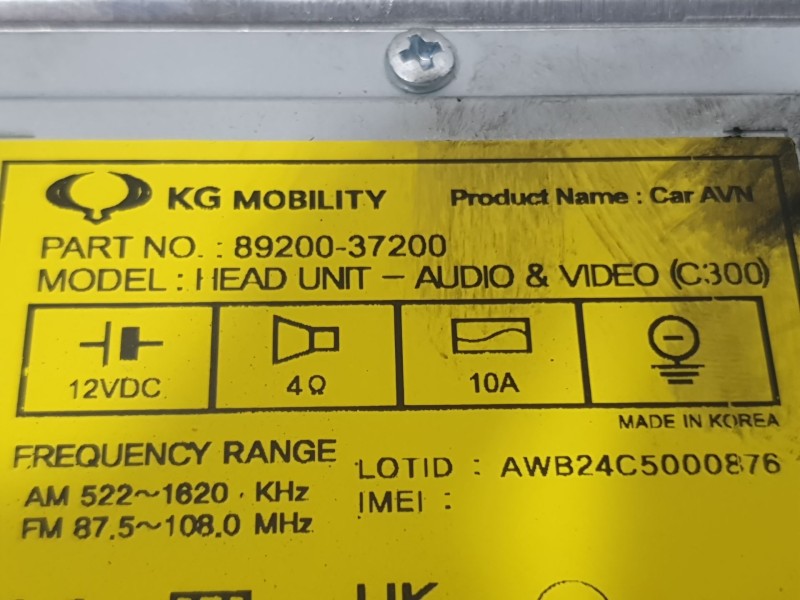 KG MOBILITY Product Name : Car AVN
PART NO. : 89200-37200
MODEL : HEAD UNIT - AUDIO & VIDEO (C300)
12VDC 4Ω 10A
MADE IN KOREA
FREQUENCY RANGE
LOTID : AWB24C5000876
AM 522~1620 KHz
IMEI :
FM 87.5~108.0 MHz
UK